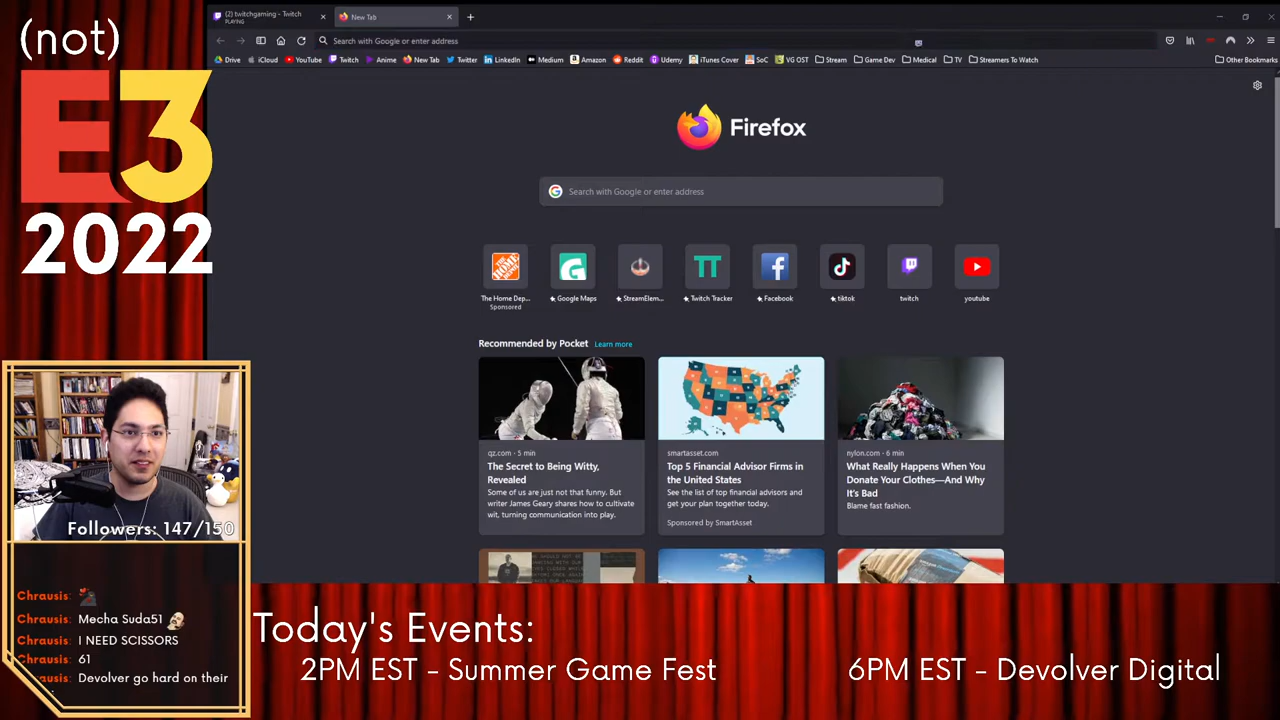 (not)
E3
2022
(2) twitchgaming - Twitch
PLAYING
New Tab
Search with Google or enter address
Drive
iCloud
YouTube
Twitch
Anime
New Tab
Twitter
LinkedIn
Medium
Amazon
Reddit
Udemy
iTunes Cover
SoC
VG OST
Stream
Game Dev
Medical
TV
Streamers To Watch
Other Bookmarks
Firefox
Search with Google or enter address
The Home Dep...
Sponsored
Google Maps
StreamElem...
Twitch Tracker
Facebook
tiktok
twitch
youtube
Recommended by Pocket Learn more
qz.com · 5 min
The Secret to Being Witty,
Revealed
Some of us are just not that funny. But
writer James Geary shares how to cultivate
wit, turning communication into play.
smartasset.com
Top 5 Financial Advisor Firms in
the United States
See the list of top financial advisors and
get your plan together today.
Sponsored by SmartAsset
nylon.com · 6 min
What Really Happens When You
Donate Your Clothes—And Why
It's Bad
Blame fast fashion.
Followers: 147/150
Chrausis:
Chrausis: Mecha Suda51
Chrausis: I NEED SCISSORS
Chrausis: 61
ausis: Devolver go hard on their
Today's Events:
2PM EST - Summer Game Fest
6PM EST - Devolver Digital